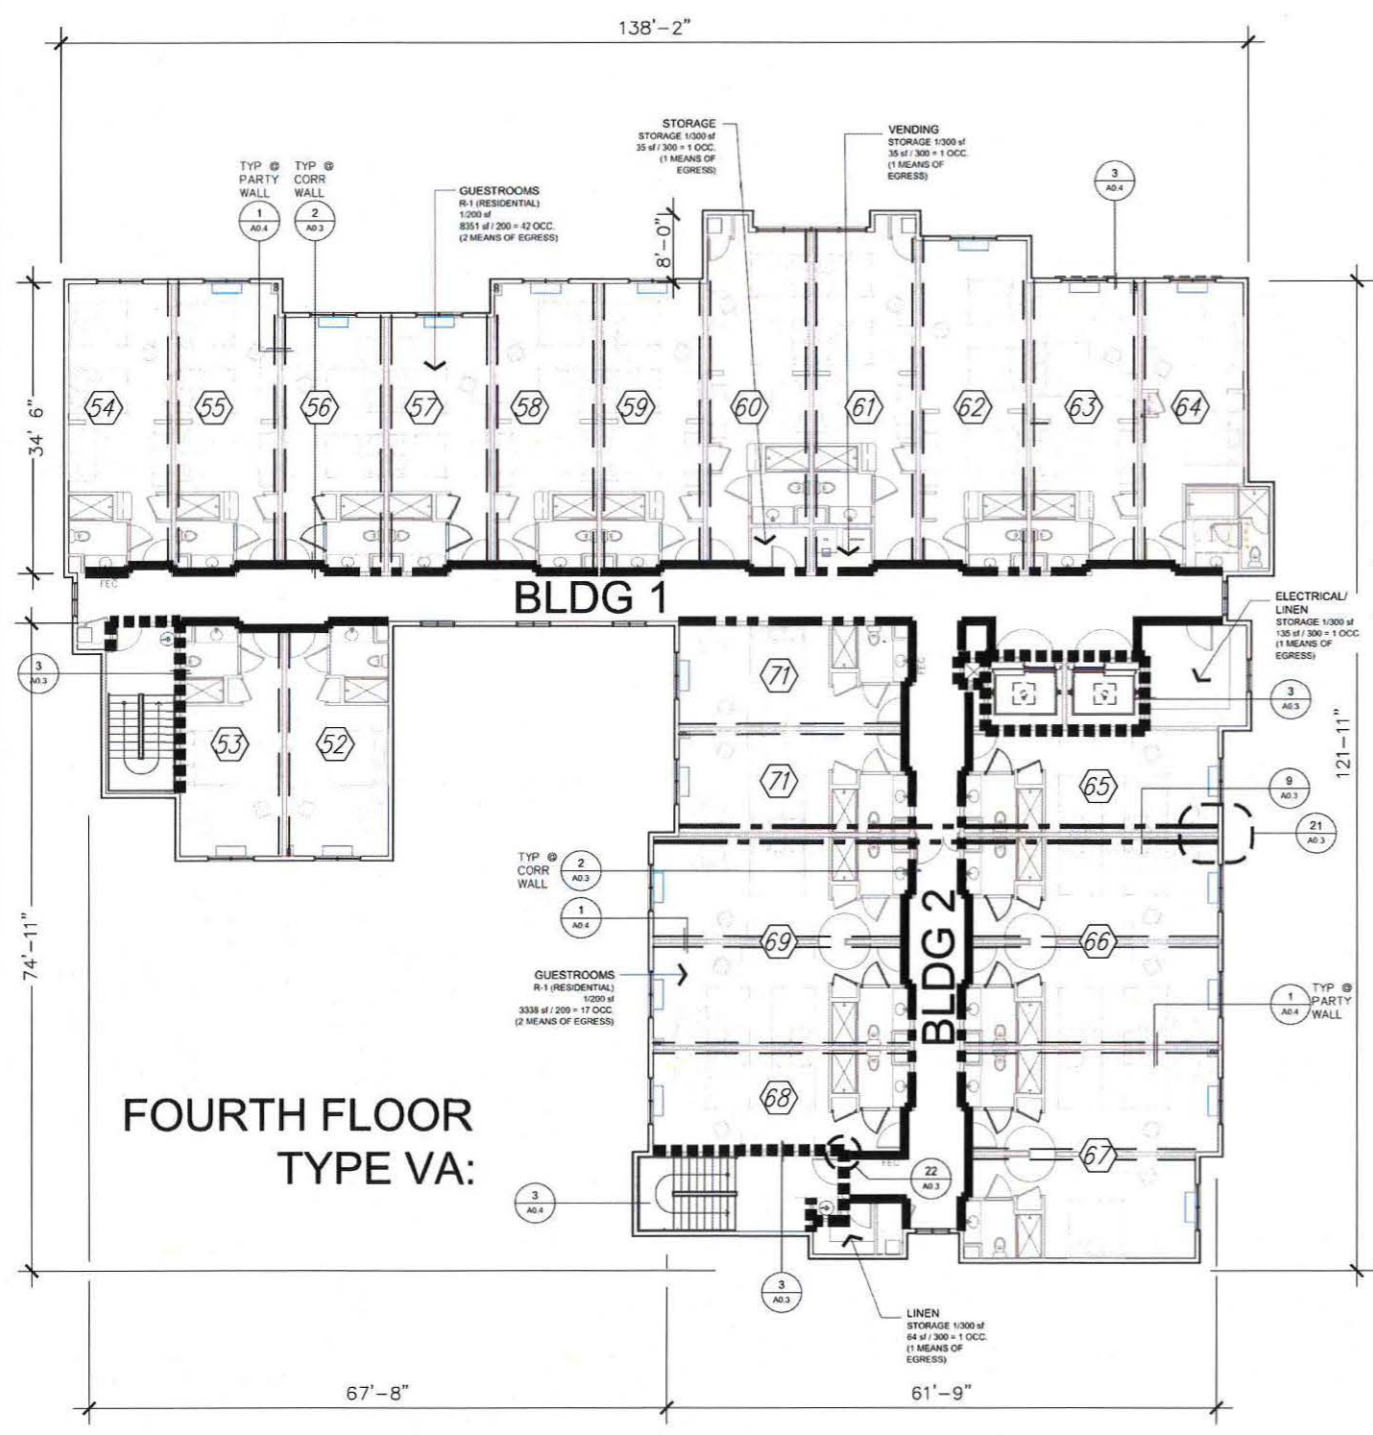 138'-2"
STORAGE
STORAGE 1/300 sf
35 sf / 300 = 1 OCC.
(1 MEANS OF
EGRESS)
VENDING
STORAGE 1/300 sf
35 sf / 300 = 1 OCC.
(1 MEANS OF
EGRESS)
TYP @
PARTY
WALL
1
A0.4
TYP @
CORR
WALL
2
A0.3
GUESTROOMS
R-1 (RESIDENTIAL)
1/200 sf
8351 sf / 200 = 42 OCC.
(2 MEANS OF EGRESS)
3
A0.4
8'-0"
34' 6"
54
55
56
57
58
59
60
61
62
63
64
FEC
BLDG 1
ELECTRICAL/
LINEN
STORAGE 1/300 sf
135 sf / 300 = 1 OCC
(1 MEANS OF
EGRESS)
3
A0.3
71
FEC
3
A0.3
53
52
121-11"
71
65
9
A0.3
21
A0.3
TYP @
CORR
WALL
2
A0.3
1
A0.4
74'-11"
69
BLDG 2
66
GUESTROOMS
R-1 (RESIDENTIAL)
1/200 sf
3338 sf / 200 = 17 OCC.
(2 MEANS OF EGRESS)
1
A0.4
TYP @
PARTY
WALL
68
FOURTH FLOOR
TYPE VA:
67
FEC
22
A0.3
3
A0.4
3
A0.3
LINEN
STORAGE 1/300 sf
64 sf / 300 = 1 OCC.
(1 MEANS OF
EGRESS)
67'-8"
61'-9"